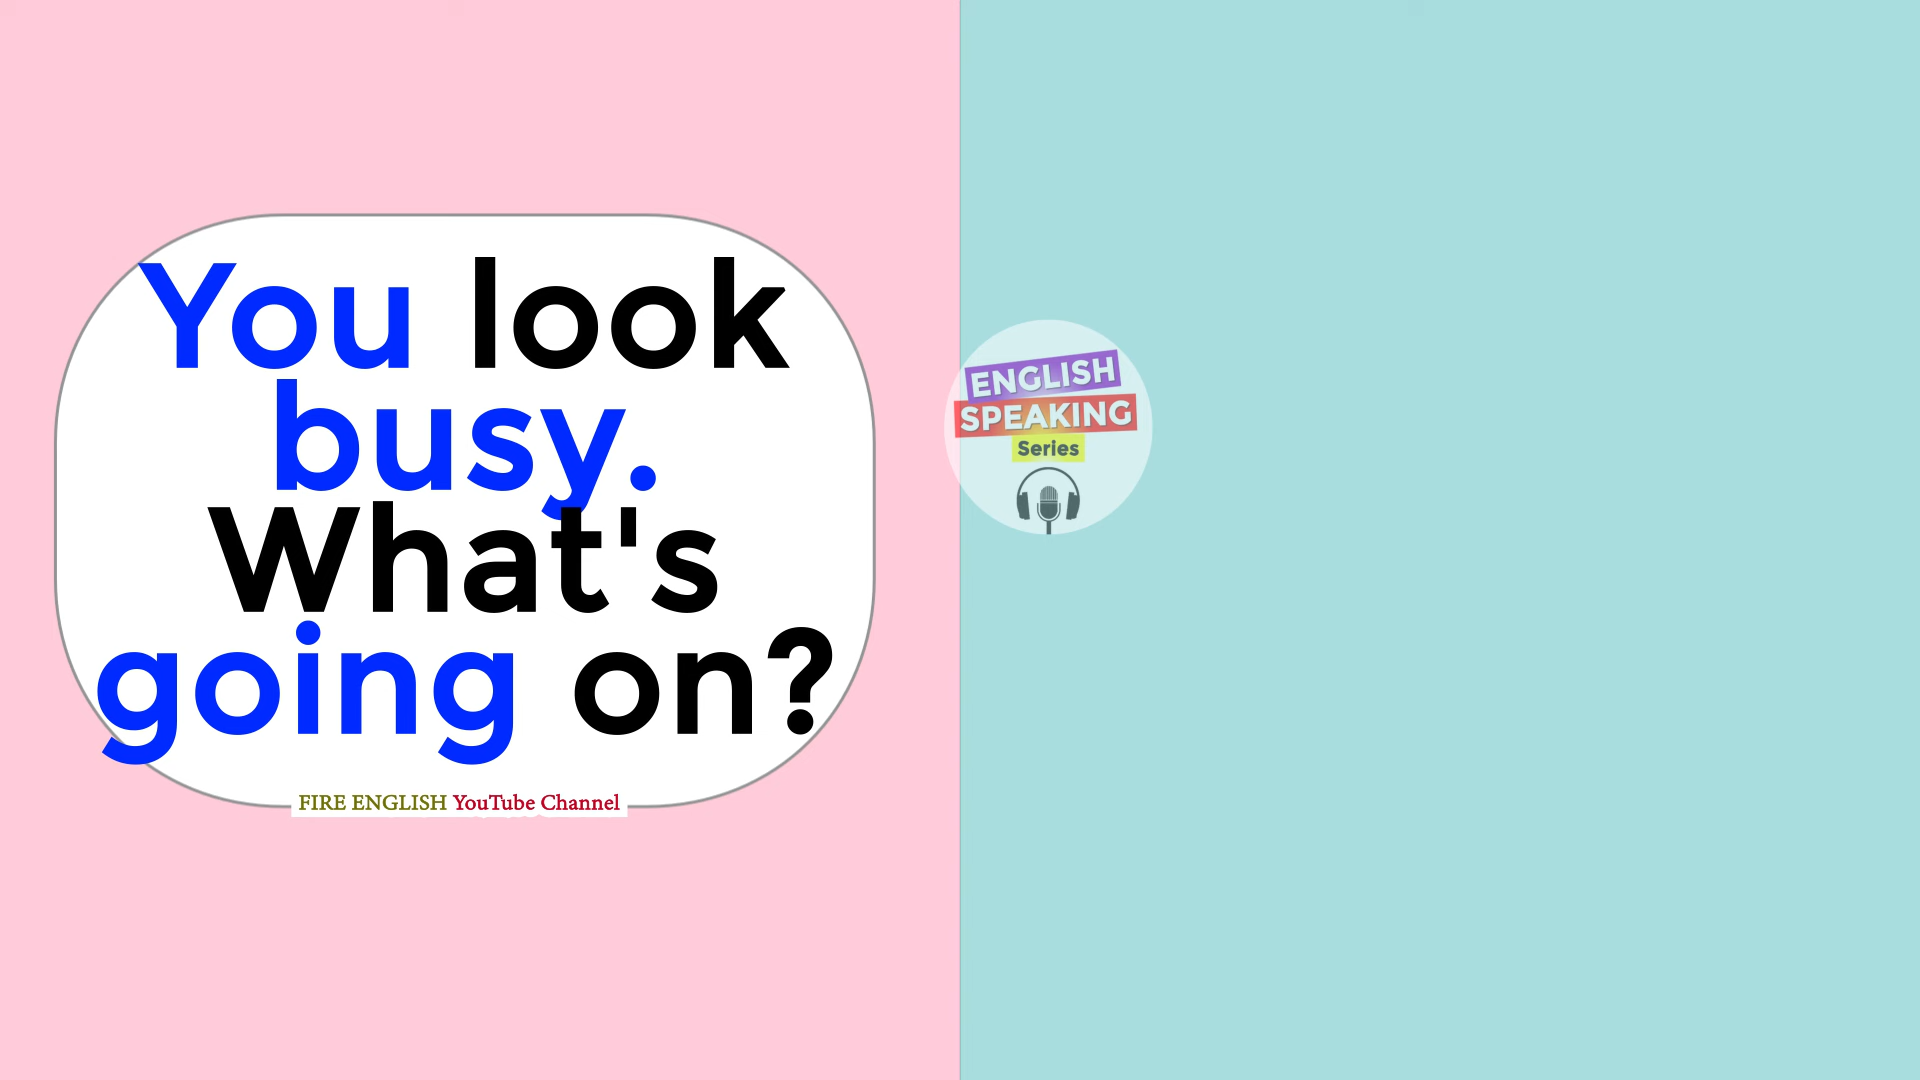 You look
busy.
What's
going on?
FIRE ENGLISH YouTube Channel
ENGLISH
SPEAKING
Series